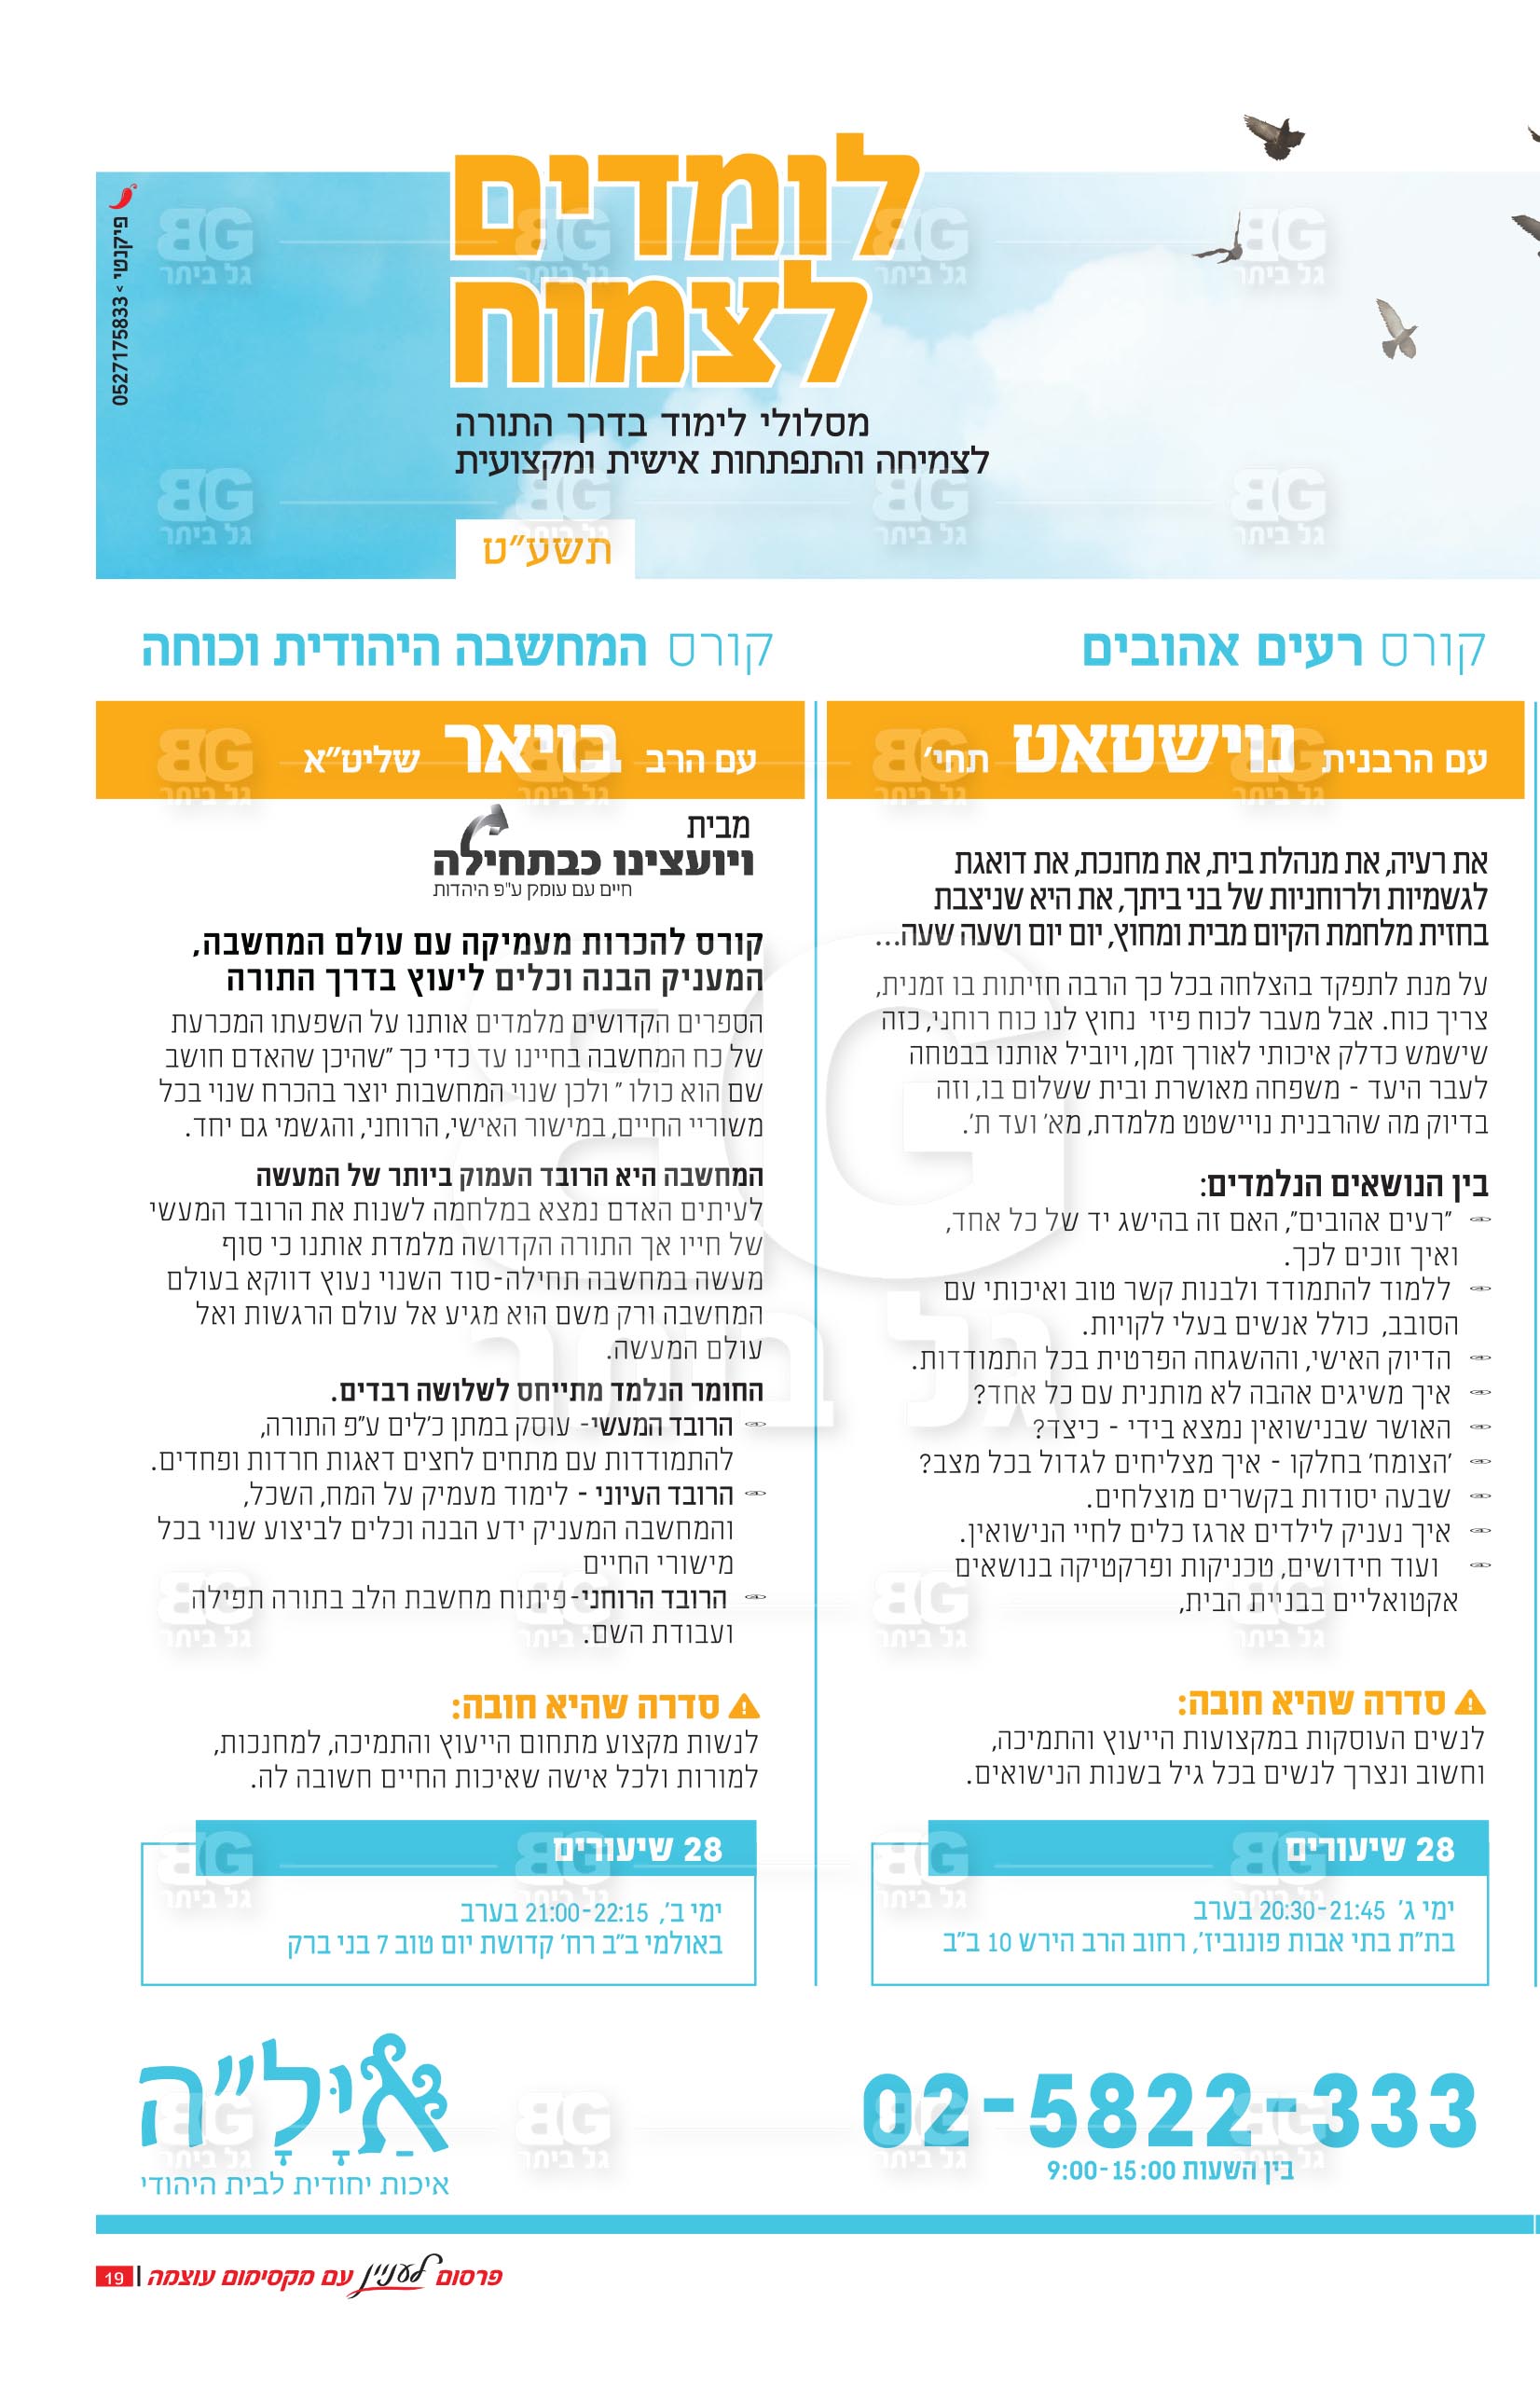 לומדים
לצמוח
מסלולי לימוד בדרך התורה
לצמיחה והתפתחות אישית ומקצועית
תשע"ט
פיקנטי > 0527175833
קורס רעים אהובים
עם הרבנית נוישטאט תחי'
את רעיה, את מנהלת בית, את מחנכת, את דואגת
לגשמיות ולרוחניות של בני ביתך, את היא שניצבת
בחזית מלחמת הקיום מבית ומחוץ, יום יום ושעה שעה...
על מנת לתפקד בהצלחה בכל כך הרבה חזיתות בו זמנית,
צריך כוח. אבל מעבר לכוח פיזי נחוץ לנו כוח רוחני, כזה
שישמש כדלק איכותי לאורך זמן, ויוביל אותנו בבטחה
לעבר היעד - משפחה מאושרת ובית ששלום בו, וזה
בדיוק מה שהרבנית נויישטט מלמדת, מא' ועד ת'.
בין הנושאים הנלמדים:
"רעים אהובים", האם זה בהישג יד של כל אחד,
ואיך זוכים לכך.
ללמוד להתמודד ולבנות קשר טוב ואיכותי עם
הסובב, כולל אנשים בעלי לקויות.
הדיוק האישי, וההשגחה הפרטית בכל התמודדות.
איך משיגים אהבה לא מותנית עם כל אחד?
האושר שבנישואין נמצא בידי - כיצד?
'הצומח' בחלקו - איך מצליחים לגדול בכל מצב?
שבעה יסודות בקשרים מוצלחים.
איך נעניק לילדים ארגז כלים לחיי הנישואין.
ועוד חידושים, טכניקות ופרקטיקה בנושאים
אקטואליים בבניית הבית,
סדרה שהיא חובה:
לנשים העוסקות במקצועות הייעוץ והתמיכה,
וחשוב ונצרך לנשים בכל גיל בשנות הנישואים.
28 שיעורים
ימי ג' 20:30-21:45 בערב
בת"ת בתי אבות פונוביז', רחוב הרב הירש 10 ב"ב
קורס המחשבה היהודית וכוחה
עם הרב בויאר שליט"א
מבית
ויועצינו כבתחילה
חיים עם עומק ע"פ היהדות
קורס להכרות מעמיקה עם עולם המחשבה,
המעניק הבנה וכלים ליעוץ בדרך התורה
הספרים הקדושים מלמדים אותנו על השפעתו המכרעת
של כח המחשבה בחיינו עד כדי כך "שהיכן שהאדם חושב
שם הוא כולו" ולכן שנוי המחשבות יוצר בהכרח שנוי בכל
משוריי החיים, במישור האישי, הרוחני, והגשמי גם יחד.
המחשבה היא הרובד העמוק ביותר של המעשה
לעיתים האדם נמצא במלחמה לשנות את הרובד המעשי
של חייו אך התורה הקדושה מלמדת אותנו כי סוף
מעשה במחשבה תחילה-סוד השנוי נעוץ דווקא בעולם
המחשבה ורק משם הוא מגיע אל עולם הרגשות ואל
עולם המעשה.
החומר הנלמד מתייחס לשלושה רבדים.
הרובד המעשי- עוסק במתן כלים ע"פ התורה,
להתמודדות עם מתחים לחצים דאגות חרדות ופחדים.
הרובד העיוני - לימוד מעמיק על המח, השכל,
והמחשבה המעניק ידע הבנה וכלים לביצוע שנוי בכל
מישורי החיים
הרובד הרוחני-פיתוח מחשבת הלב בתורה תפילה
ועבודת השם.
סדרה שהיא חובה:
לנשות מקצוע מתחום הייעוץ והתמיכה, למחנכות,
למורות ולכל אישה שאיכות החיים חשובה לה.
28 שיעורים
ימי ב', 21:00-22:15 בערב
באולמי ב"ב רח' קדושת יום טוב 7 בני ברק
02-5822-333
בין השעות 9:00-15:00
אַיָּלָ"ה
איכות יחודית לבית היהודי
פרסום לעניין עם מקסימום עוצמה | 19
BG
גל ביתר